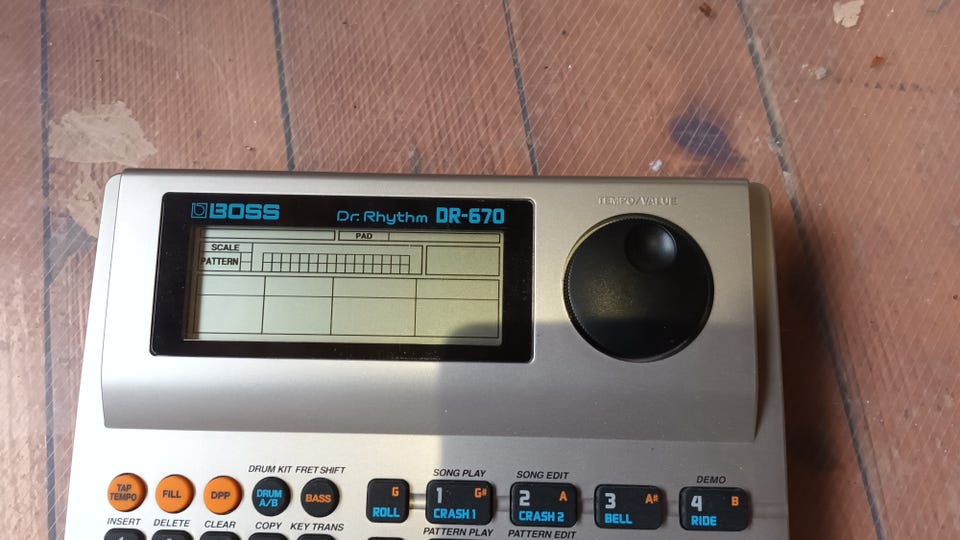 BOSS Dr. Rhythm DR-670
TEMPO/VALUE
PAD
SCALE
PATTERN
DRUM KIT FRET SHIFT SONG PLAY SONG EDIT DEMO
TAP TEMPO FILL DPP DRUM A/B BASS
G ROLL
1 G# CRASH 1
2 A CRASH 2
3 A# BELL
4 B RIDE
INSERT DELETE CLEAR COPY KEY TRANS PATTERN PLAY PATTERN EDIT